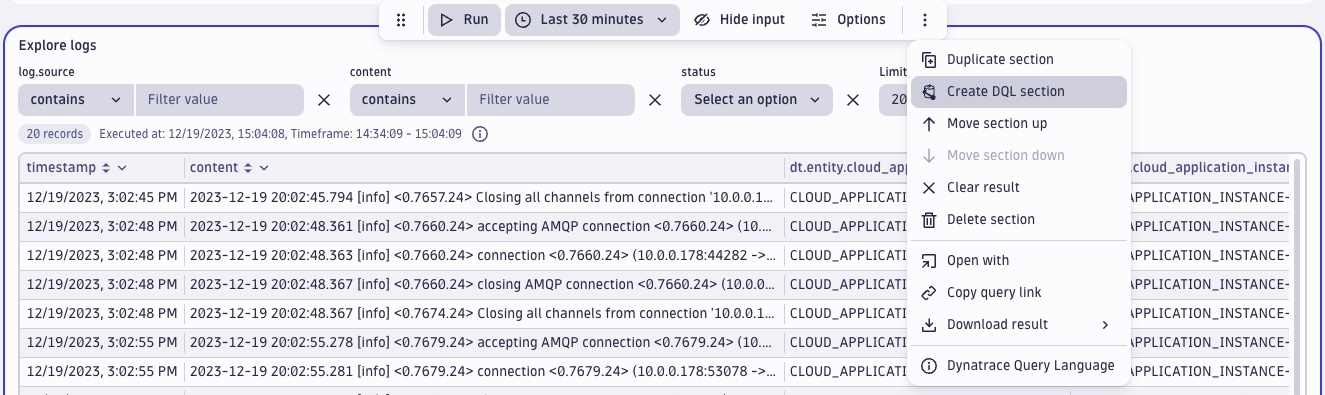 Run Last 30 minutes Hide input Options
Explore logs
log.source content status Limit
contains Filter value contains Filter value Select an option 20
20 records Executed at: 12/19/2023, 15:04:08, Timeframe: 14:34:09 - 15:04:09
timestamp content dt.entity.cloud_app .cloud_application_instan
12/19/2023, 3:02:45 PM 2023-12-19 20:02:45.794 [info] <0.7657.24> Closing all channels from connection '10.0.0.1... CLOUD_APPLICATI APPLICATION_INSTANCE-
12/19/2023, 3:02:48 PM 2023-12-19 20:02:48.361 [info] <0.7660.24> accepting AMQP connection <0.7660.24> (10.... CLOUD_APPLICATI APPLICATION_INSTANCE-
12/19/2023, 3:02:48 PM 2023-12-19 20:02:48.363 [info] <0.7660.24> connection <0.7660.24> (10.0.0.178:44282 ->... CLOUD_APPLICATI APPLICATION_INSTANCE-
12/19/2023, 3:02:48 PM 2023-12-19 20:02:48.367 [info] <0.7660.24> closing AMQP connection <0.7660.24> (10.0.0... CLOUD_APPLICATI APPLICATION_INSTANCE-
12/19/2023, 3:02:48 PM 2023-12-19 20:02:48.367 [info] <0.7674.24> Closing all channels from connection '10.0.0.1... CLOUD_APPLICATI APPLICATION_INSTANCE-
12/19/2023, 3:02:55 PM 2023-12-19 20:02:55.278 [info] <0.7679.24> accepting AMQP connection <0.7679.24> (10.... CLOUD_APPLICATI APPLICATION_INSTANCE-
12/19/2023, 3:02:55 PM 2023-12-19 20:02:55.281 [info] <0.7679.24> connection <0.7679.24> (10.0.0.178:53078 ->... CLOUD_APPLICATI APPLICATION_INSTANCE-
Duplicate section
Create DQL section
Move section up
Move section down
Clear result
Delete section
Open with
Copy query link
Download result
Dynatrace Query Language